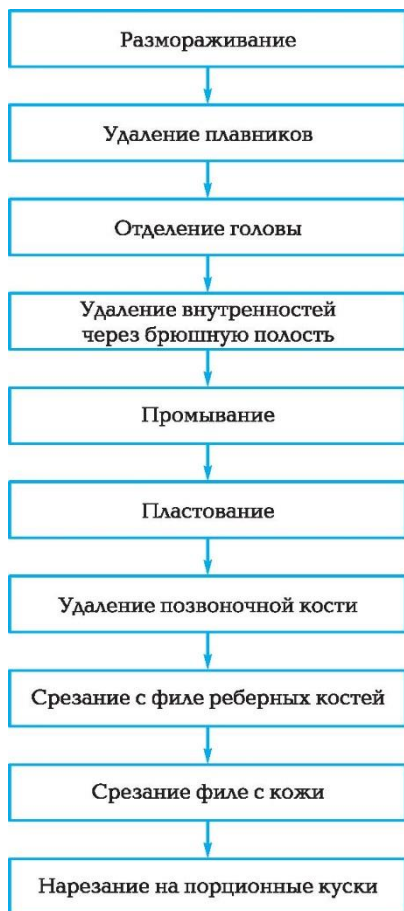 Размораживание
Удаление плавников
Отделение головы
Удаление внутренностей
через брюшную полость
Промывание
Пластование
Удаление позвоночной кости
Срезание с филе реберных костей
Срезание филе с кожи
Нарезание на порционные куски